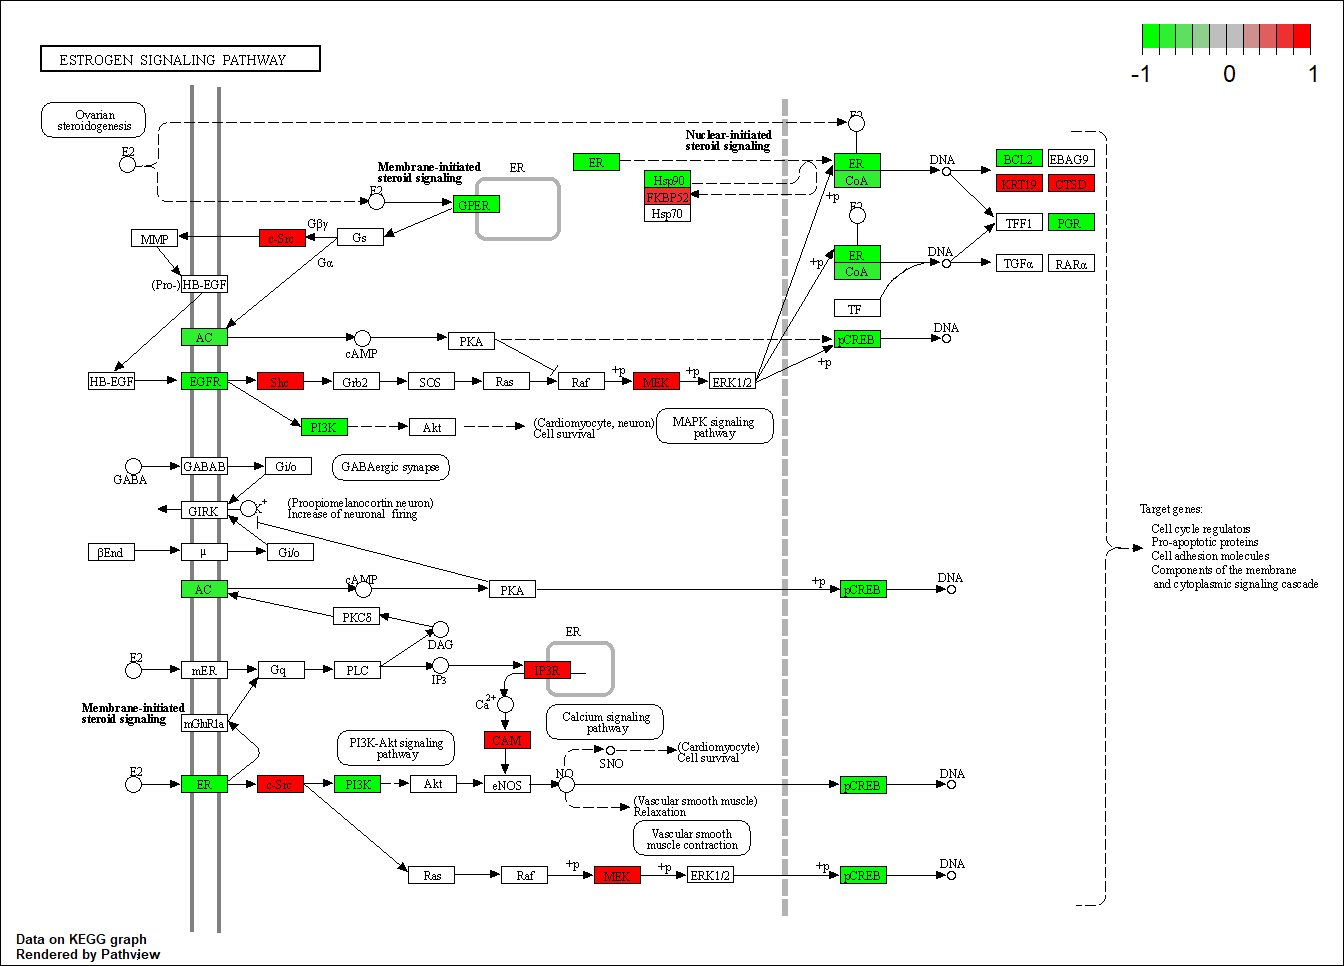 ESTROGEN SIGNALING PATHWAY
-1 0 1
Ovarian
steroidogenesis
E2
E2
Nuclear-initiated
steroid signaling
E2
Membrane-initiated
steroid signaling
ER
ER
Hsp90
FKBP52
Hsp70
ER
CoA
DNA
BCL2
EBAG9
KRT19
CTSD
+p
GPER
E2
MMP
c-Src
Gβγ
Gs
TFF1
PGR
Gα
ER
CoA
+p
DNA
TGFα
RARα
(Pro-)
HB-EGF
TF
AC
cAMP
PKA
pCREB
DNA
+p
HB-EGF
EGFR
Shc
Grb2
SOS
Ras
Raf
+p
MEK
+p
ERK1/2
PI3K
Akt
(Cardiomyocyte, neuron)
Cell survival
MAPK signaling
pathway
GABA
GABAB
Gi/o
GABAergic synapse
GIRK
K+
(Proopiomelanocortin neuron)
Increase of neuronal firing
βEnd
μ
Gi/o
Target genes:
Cell cycle regulators
Pro-apoptotic proteins
Cell adhesion molecules
Components of the membrane
and cytoplasmic signaling cascade
AC
cAMP
PKA
+p
pCREB
DNA
PKCδ
DAG
E2
mER
Gq
PLC
IP3
ER
IP3R
Ca2+
Membrane-initiated
steroid signaling
mGluR1a
Calcium signaling
pathway
CAM
PI3K-Akt signaling
pathway
SNO
(Cardiomyocyte)
Cell survival
E2
ER
c-Src
PI3K
Akt
eNOS
NO
pCREB
DNA
(Vascular smooth muscle)
Relaxation
Vascular smooth
muscle contraction
Ras
Raf
+p
MEK
+p
ERK1/2
+p
pCREB
DNA
Data on KEGG graph
Rendered by Pathview